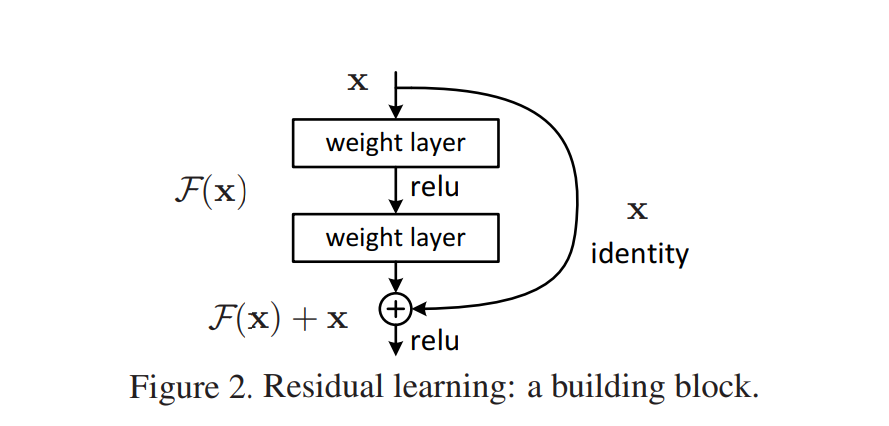 x
weight layer
relu
F(x)
weight layer
x
identity
F(x) + x
relu
Figure 2. Residual learning: a building block.